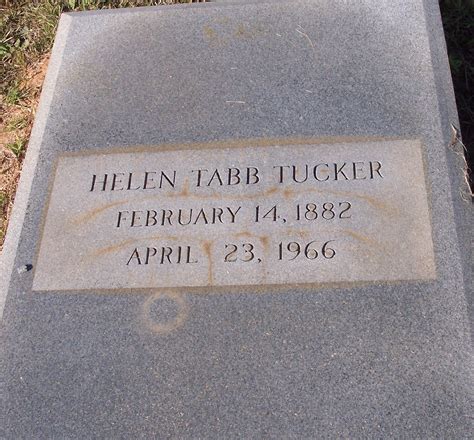 HELEN TABB TUCKER
FEBRUARY 14, 1882
APRIL 23, 1966